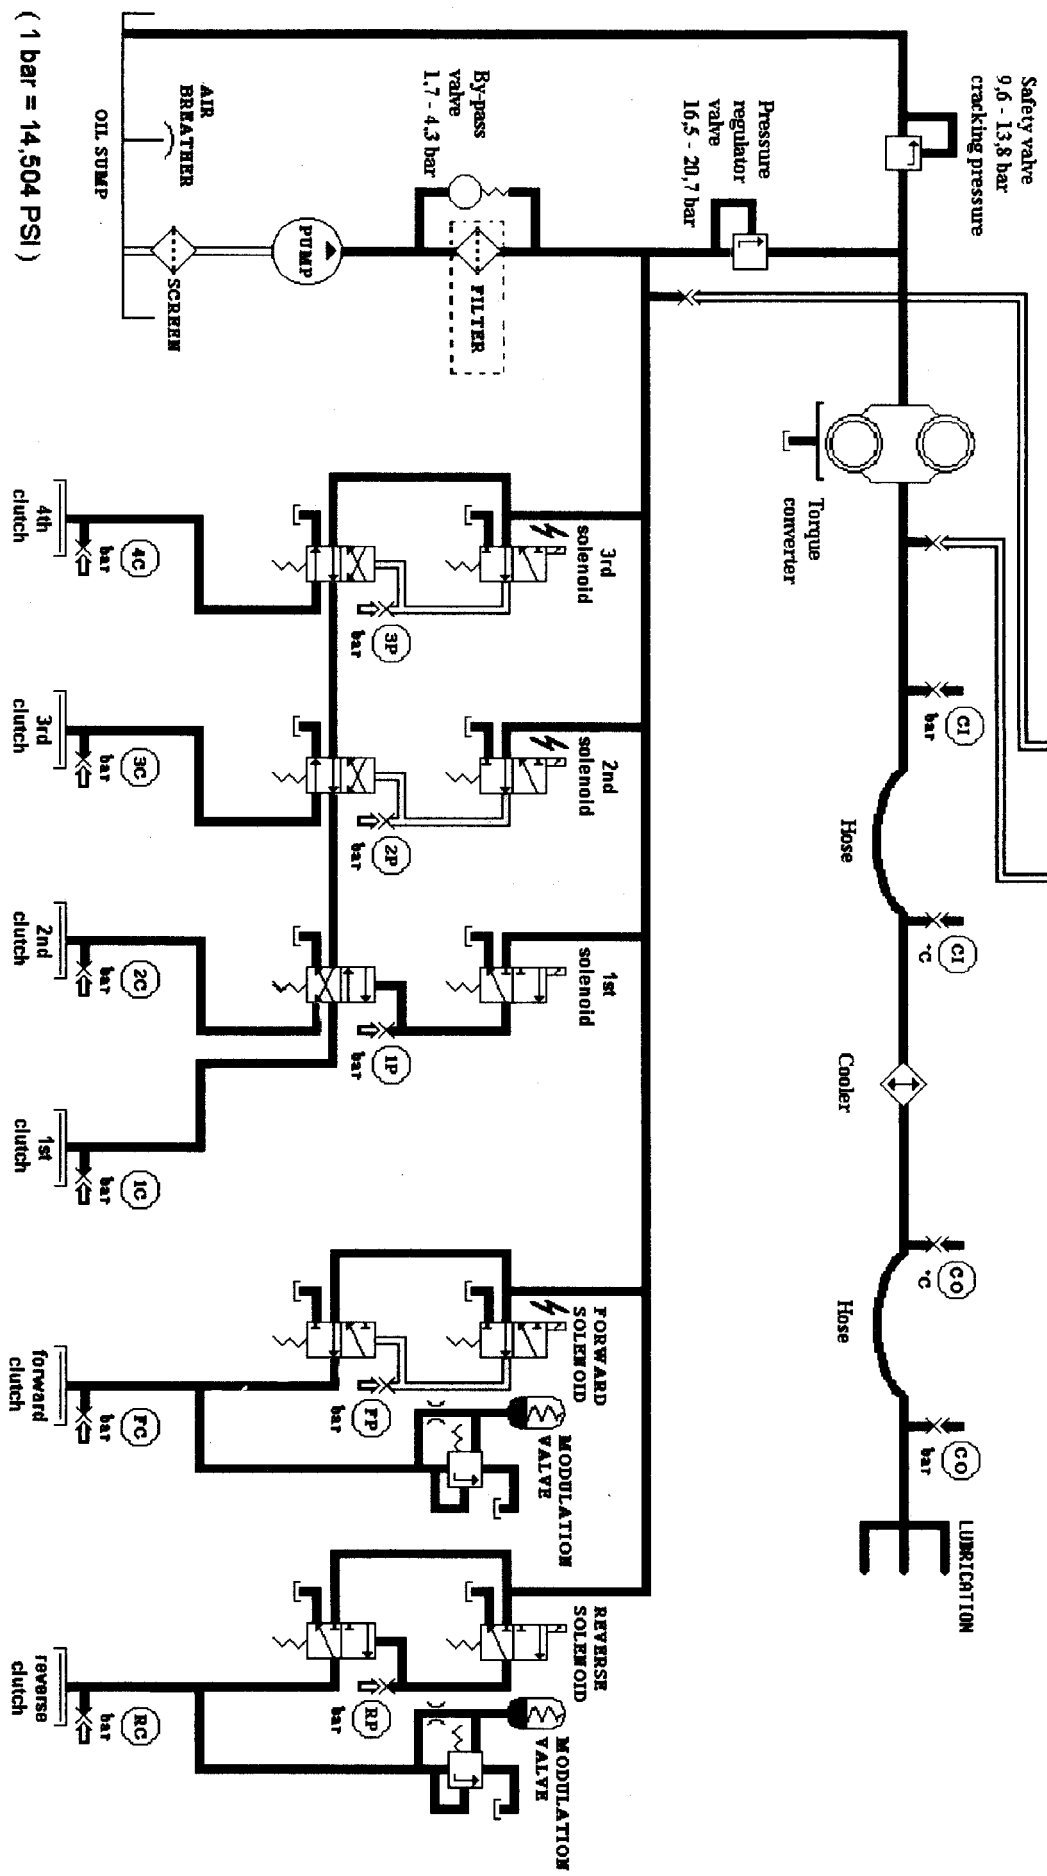 Safety valve
9,6 - 13,8 bar
cracking pressure
Pressure
regulator
valve
16,5 - 20,7 bar
By-pass
valve
1,7 - 4,3 bar
AIR
BREATHER
OIL SUMP
( 1 bar = 14,504 PSI )
PUMP
SCREEN
FILTER
Torque
converter
CI
bar
Hose
CI
°C
Cooler
CO
°C
Hose
CO
bar
LUBRICATION
3rd
solenoid
2nd
solenoid
1st
solenoid
FORWARD
SOLENOID
MODULATION
VALVE
REVERSE
SOLENOID
MODULATION
VALVE
3P
bar
2P
bar
1P
bar
FP
bar
RP
bar
4C
bar
3C
bar
2C
bar
1C
bar
FC
bar
RC
bar
4th
clutch
3rd
clutch
2nd
clutch
1st
clutch
forward
clutch
reverse
clutch